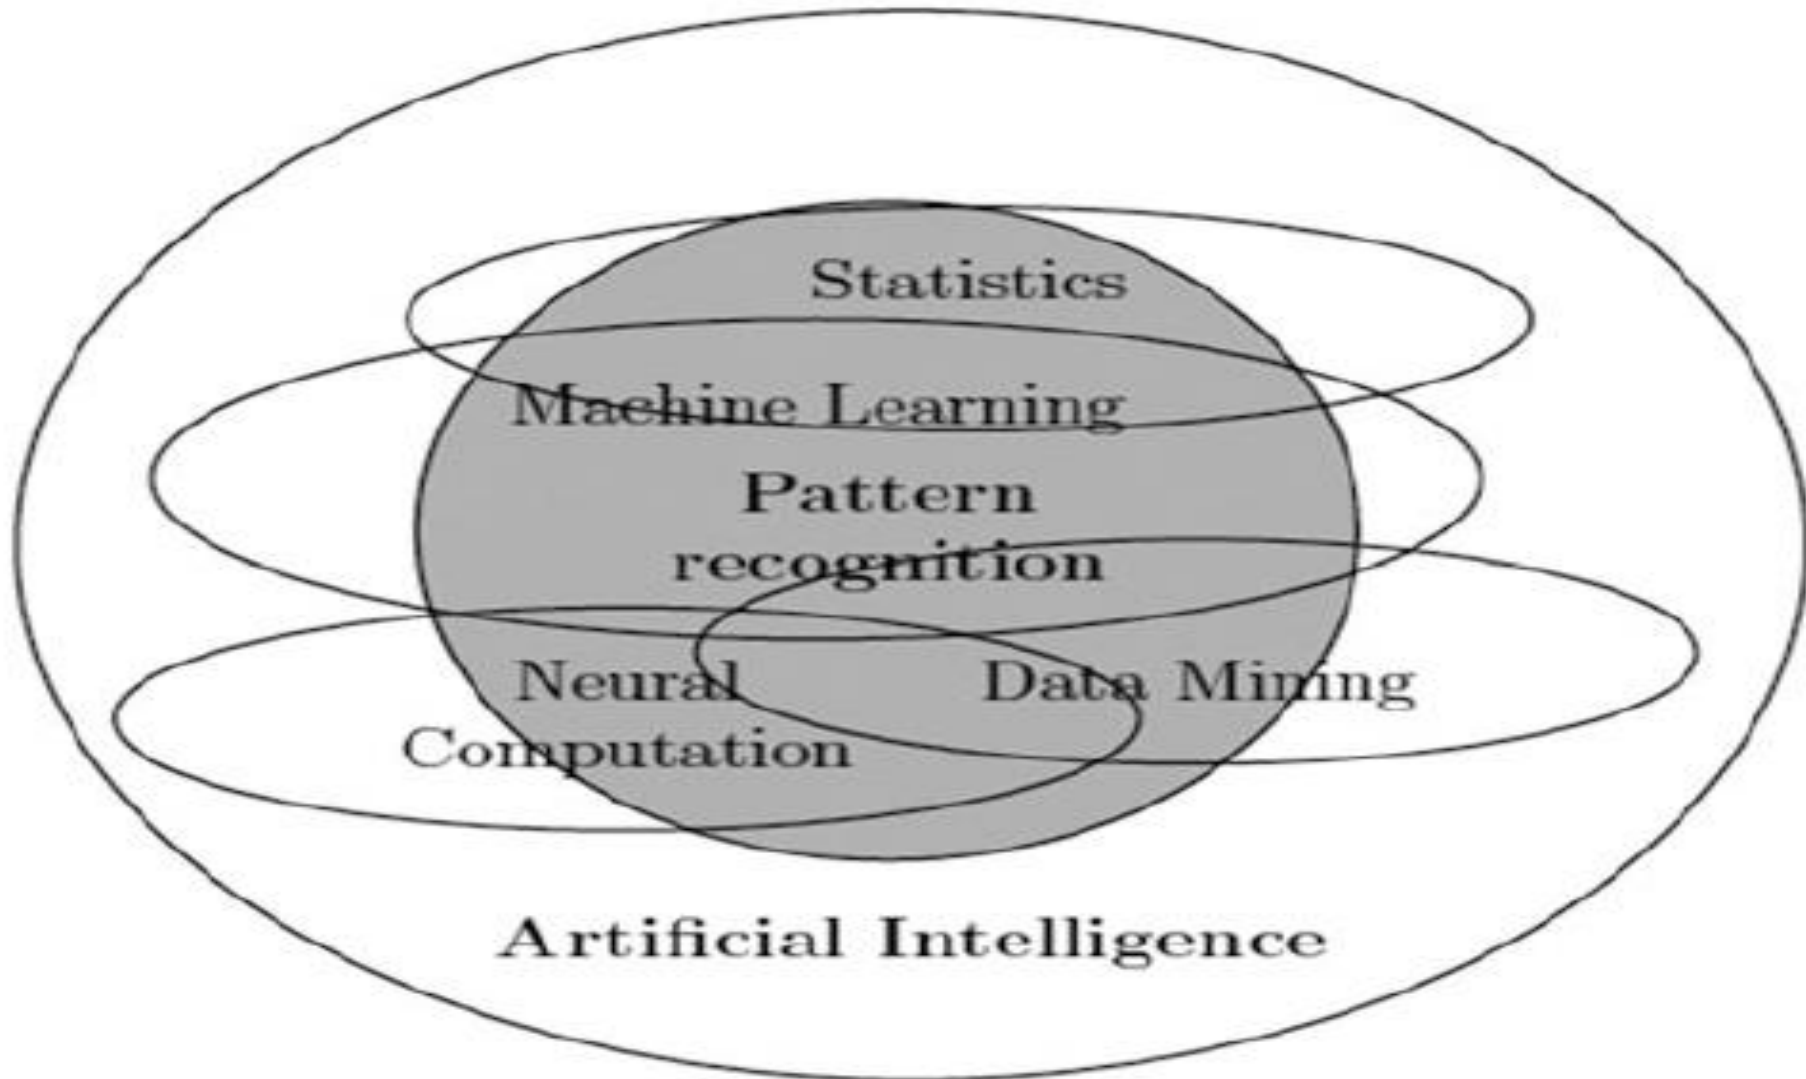 Statistics
Machine Learning
Pattern
recognition
Neural
Computation
Data Mining
Artificial Intelligence